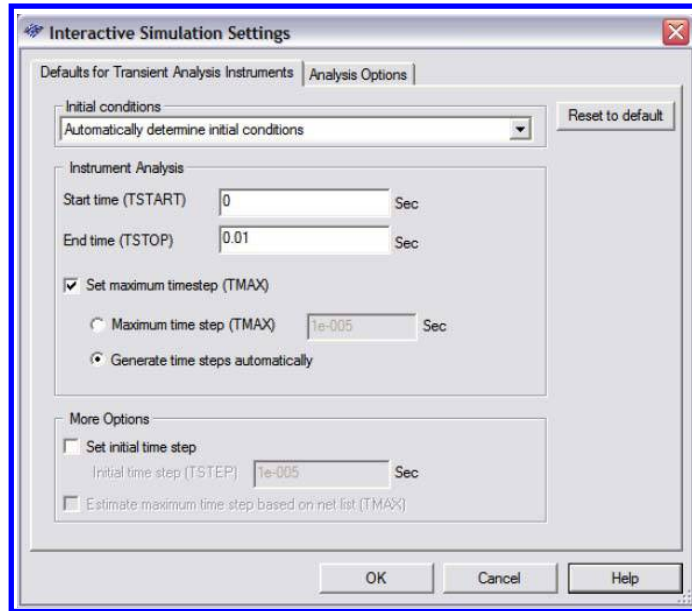 Interactive Simulation Settings
Defaults for Transient Analysis Instruments
Analysis Options
Initial conditions
Automatically determine initial conditions
Reset to default
Instrument Analysis
Start time (TSTART) 0 Sec
End time (TSTOP) 0.01 Sec
Set maximum timestep (TMAX)
Maximum time step (TMAX) 1e-005 Sec
Generate time steps automatically
More Options
Set initial time step
Initial time step (TSTEP) 1e-005 Sec
Estimate maximum time step based on net list (TMAX)
OK Cancel Help